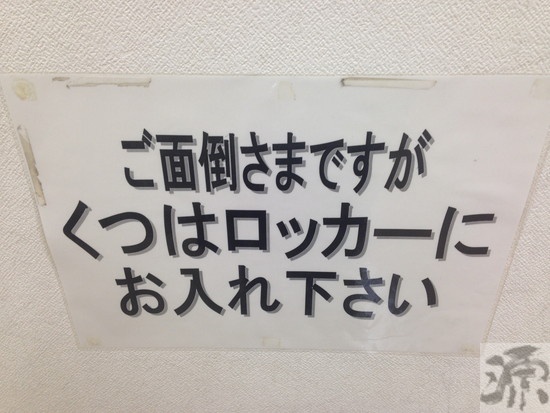 ご面倒さまですが
くつはロッカーに
お入れ下さい
源